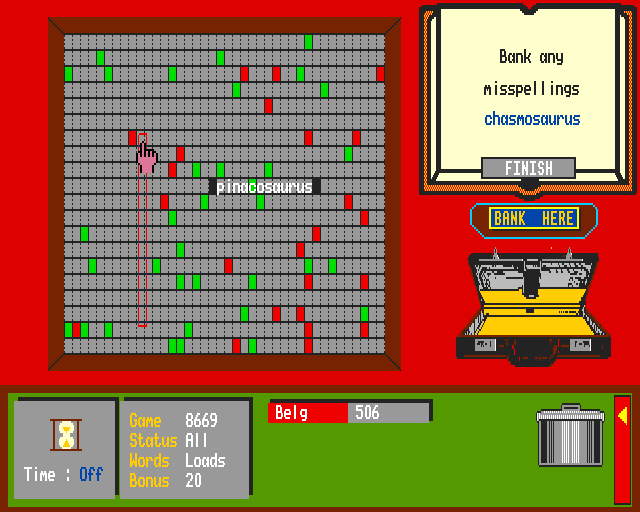 Bank any
misspellings
chasmosaurus
FINISH
pinacosaurus
BANK HERE
Game 8669
Status All
Words Loads
Bonus 20
Time : Off
Belg 506